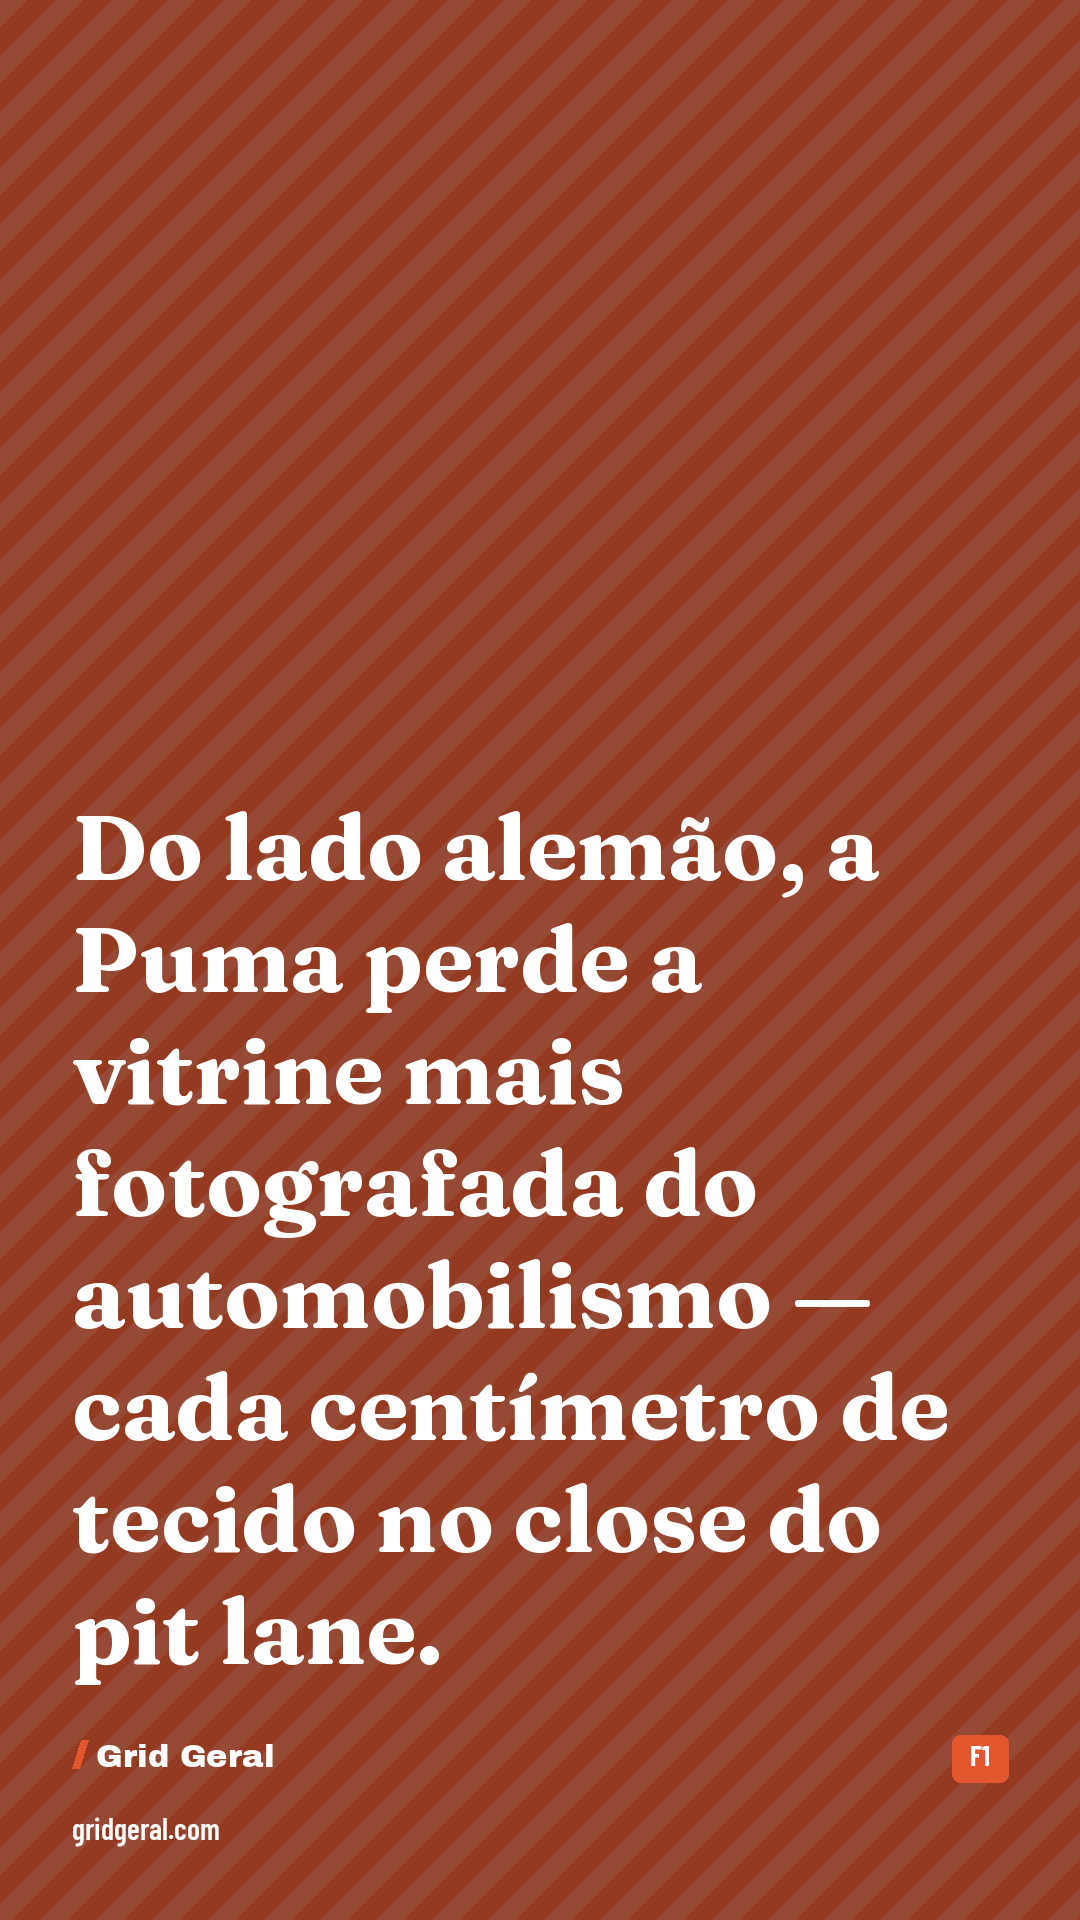 Do lado alemão, a
Puma perde a
vitrine mais
fotografada do
automobilismo —
cada centímetro de
tecido no close do
pit lane.
/ Grid Geral
F1
gridgeral.com